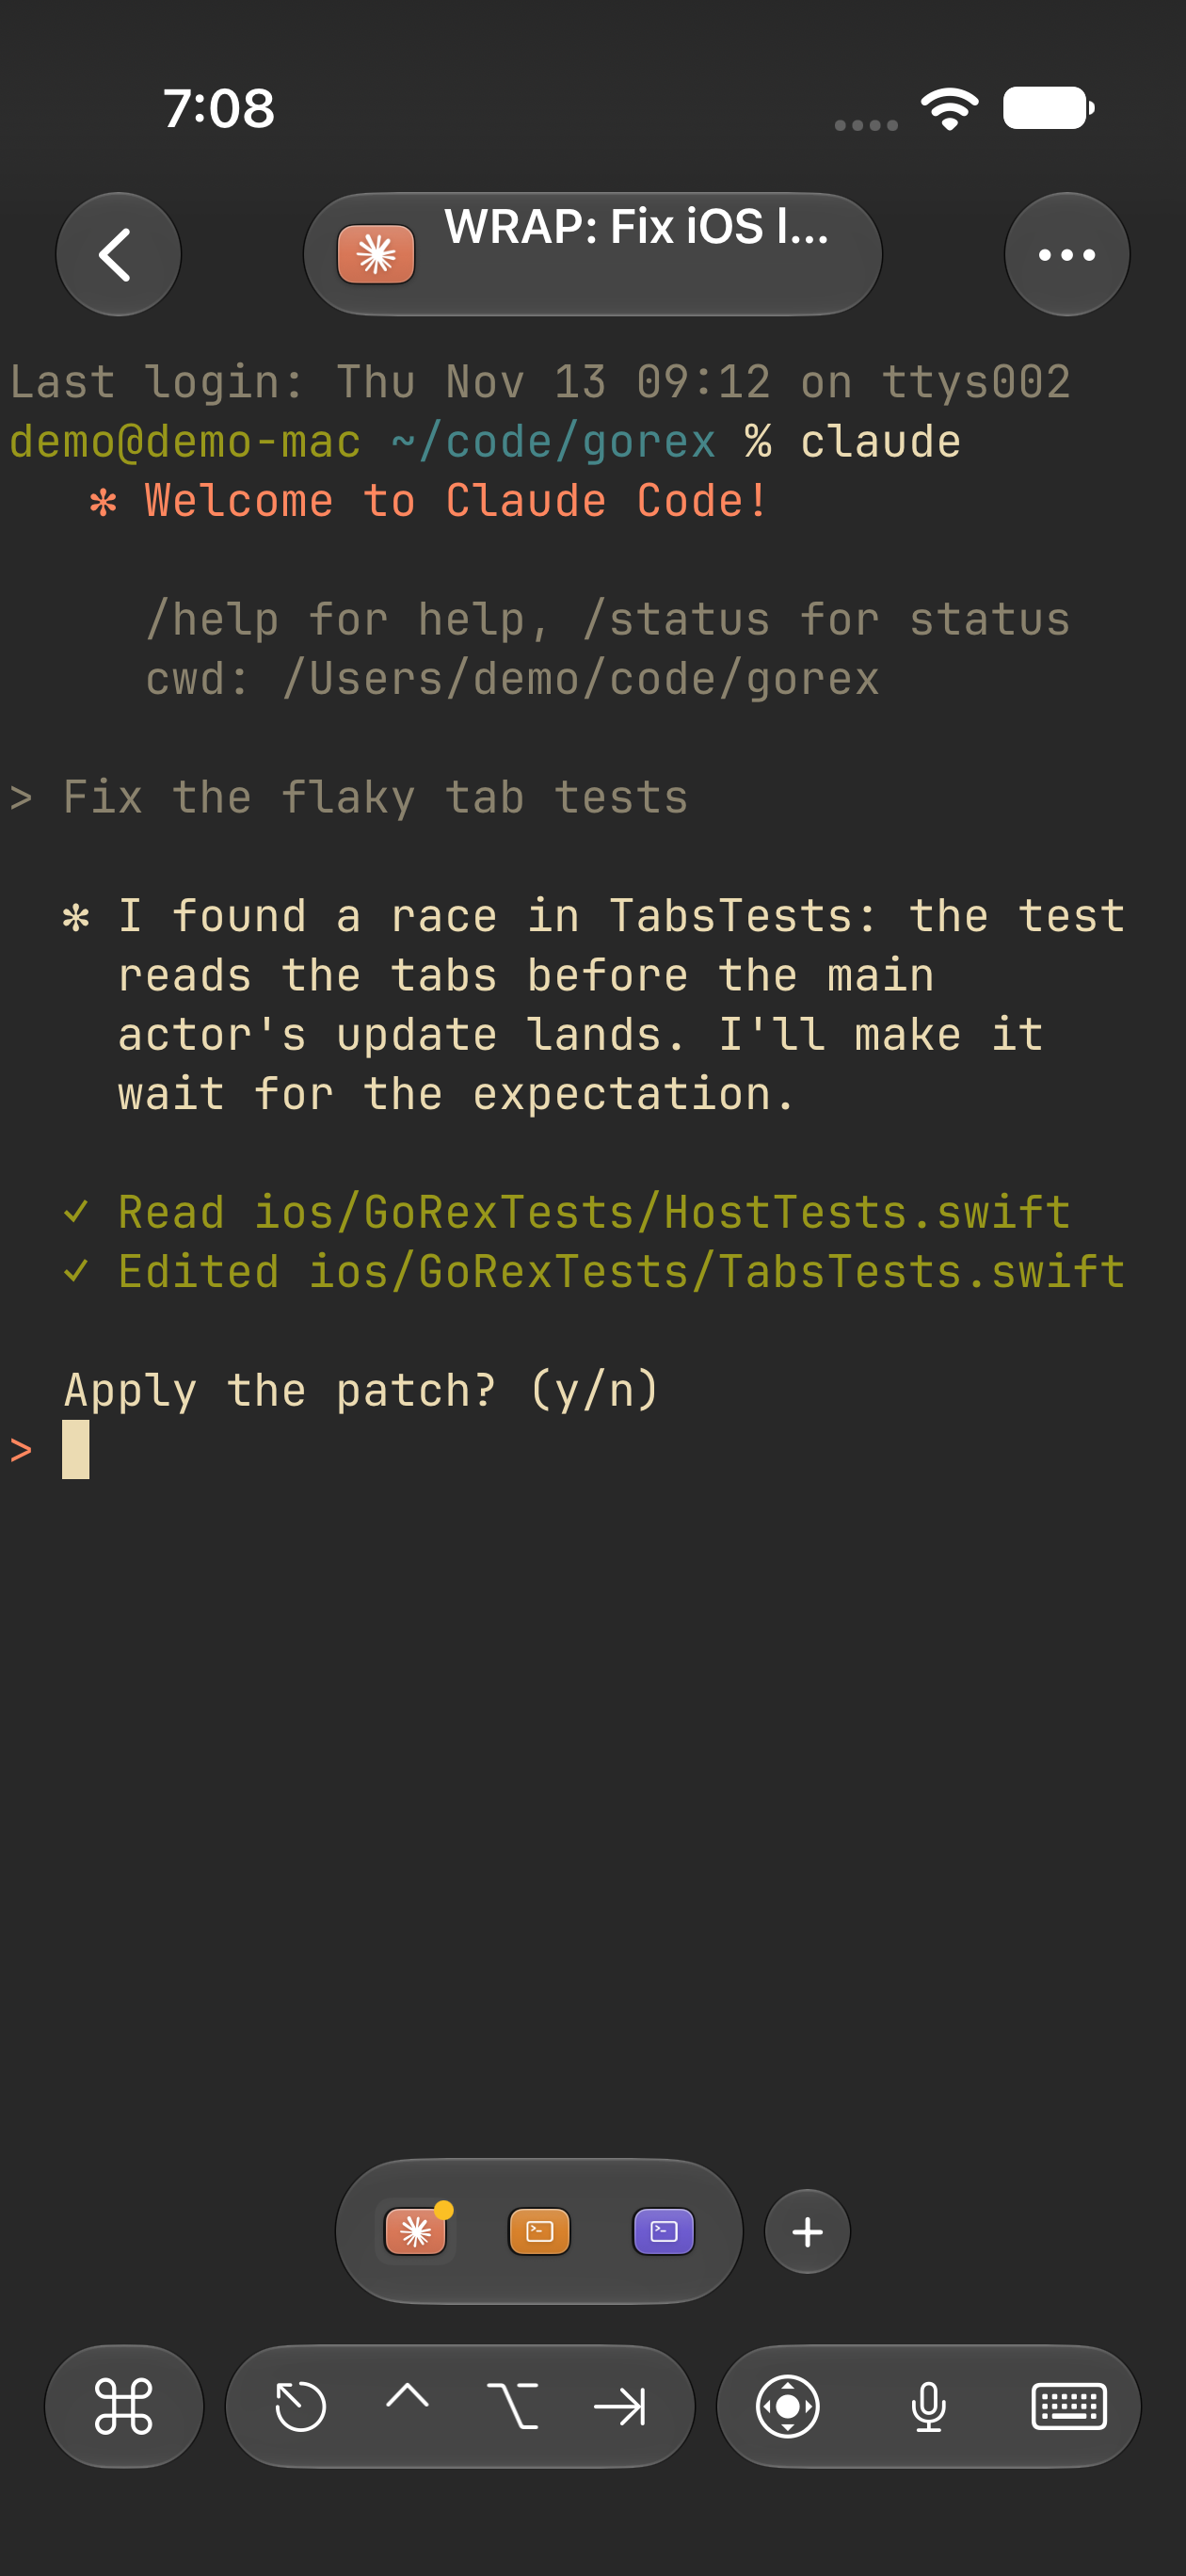 7:08
WRAP: Fix iOS l...
Last login: Thu Nov 13 09:12 on ttys002
demo@demo-mac ~/code/gorex % claude
✻ Welcome to Claude Code!
/help for help, /status for status
cwd: /Users/demo/code/gorex
> Fix the flaky tab tests
✻ I found a race in TabsTests: the test
reads the tabs before the main
actor's update lands. I'll make it
wait for the expectation.
✓ Read ios/GoRexTests/HostTests.swift
✓ Edited ios/GoRexTests/TabsTests.swift
Apply the patch? (y/n)
>